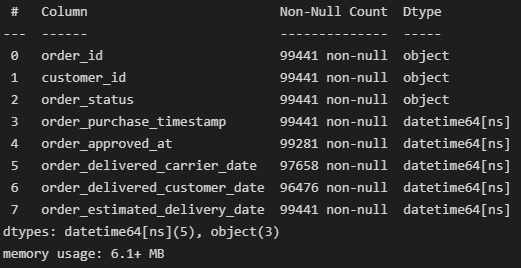 #   Column                         Non-Null Count  Dtype
---  ------                         --------------  -----
 0   order_id                       99441 non-null  object
 1   customer_id                    99441 non-null  object
 2   order_status                   99441 non-null  object
 3   order_purchase_timestamp       99441 non-null  datetime64[ns]
 4   order_approved_at              99281 non-null  datetime64[ns]
 5   order_delivered_carrier_date   97658 non-null  datetime64[ns]
 6   order_delivered_customer_date  96476 non-null  datetime64[ns]
 7   order_estimated_delivery_date  99441 non-null  datetime64[ns]
dtypes: datetime64[ns](5), object(3)
memory usage: 6.1+ MB